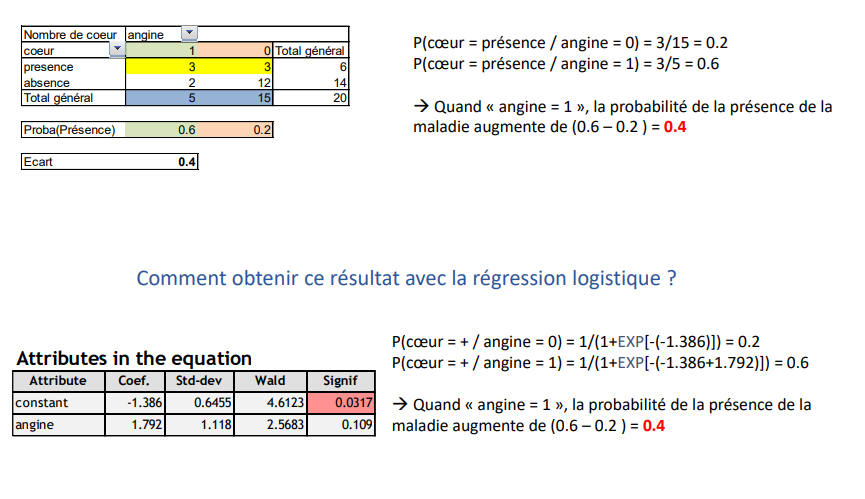 Nombre de coeur angine
coeur 1 0 Total général
presence 3 3 6
absence 2 12 14
Total général 5 15 20
Proba(Présence) 0.6 0.2
Ecart 0.4
P(cœur = présence / angine = 0) = 3/15 = 0.2
P(cœur = présence / angine = 1) = 3/5 = 0.6
→ Quand « angine = 1 », la probabilité de la présence de la
maladie augmente de (0.6 – 0.2 ) = 0.4
Comment obtenir ce résultat avec la régression logistique ?
Attributes in the equation
Attribute Coef. Std-dev Wald Signif
constant -1.386 0.6455 4.6123 0.0317
angine 1.792 1.118 2.5683 0.109
P(cœur = + / angine = 0) = 1/(1+EXP[-(-1.386)]) = 0.2
P(cœur = + / angine = 1) = 1/(1+EXP[-(-1.386+1.792)]) = 0.6
→ Quand « angine = 1 », la probabilité de la présence de la
maladie augmente de (0.6 – 0.2 ) = 0.4